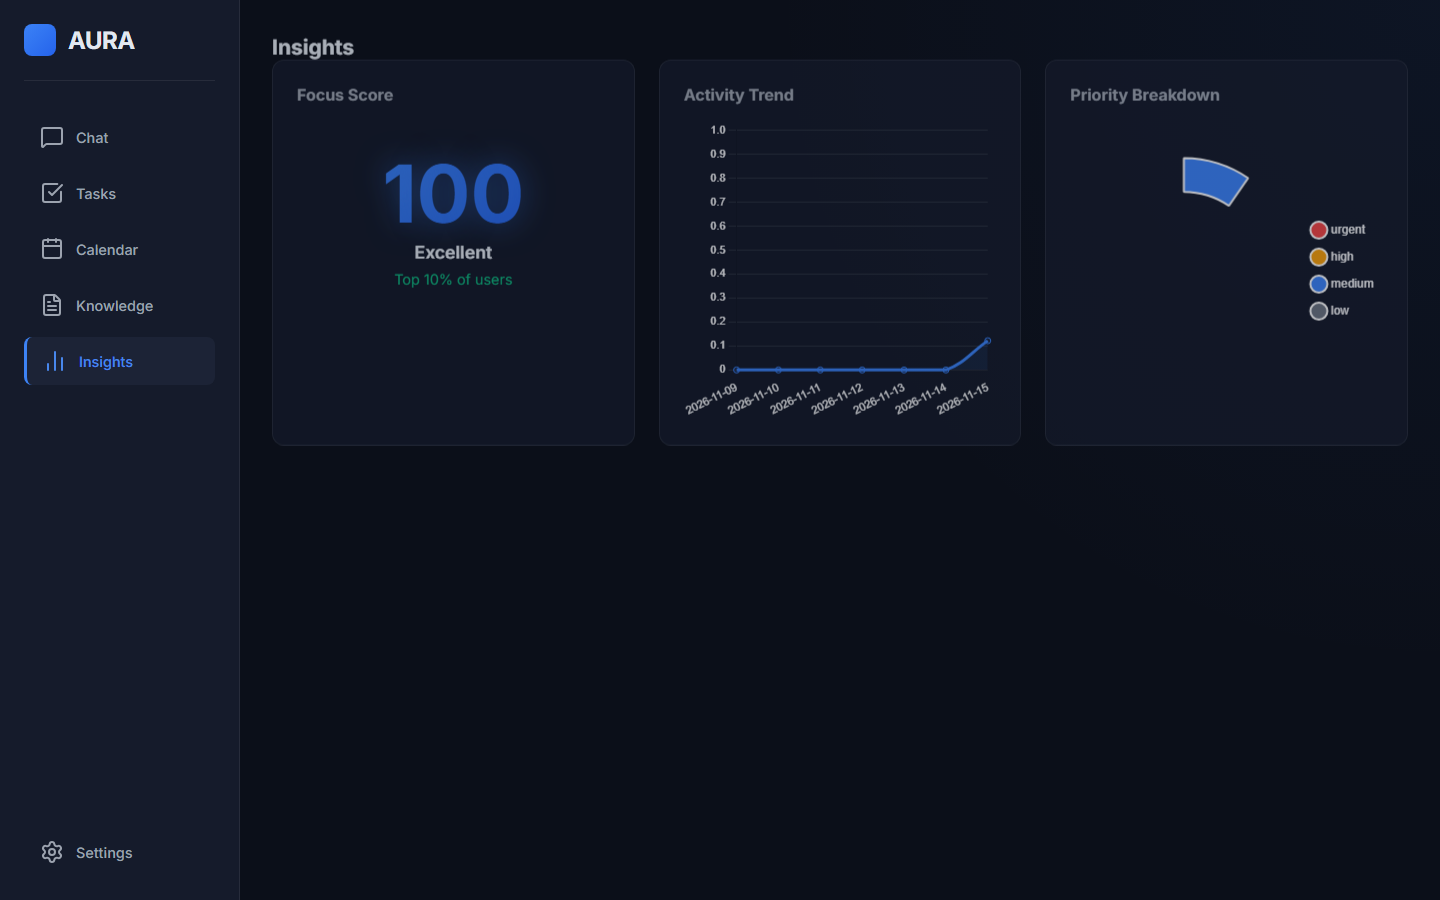 AURA
Chat
Tasks
Calendar
Knowledge
Insights
Settings
Insights
Focus Score
100
Excellent
Top 10% of users
Activity Trend
1.0
0.9
0.8
0.7
0.6
0.5
0.4
0.3
0.2
0.1
0
2026-11-09
2026-11-10
2026-11-11
2026-11-12
2026-11-13
2026-11-14
2026-11-15
Priority Breakdown
urgent
high
medium
low